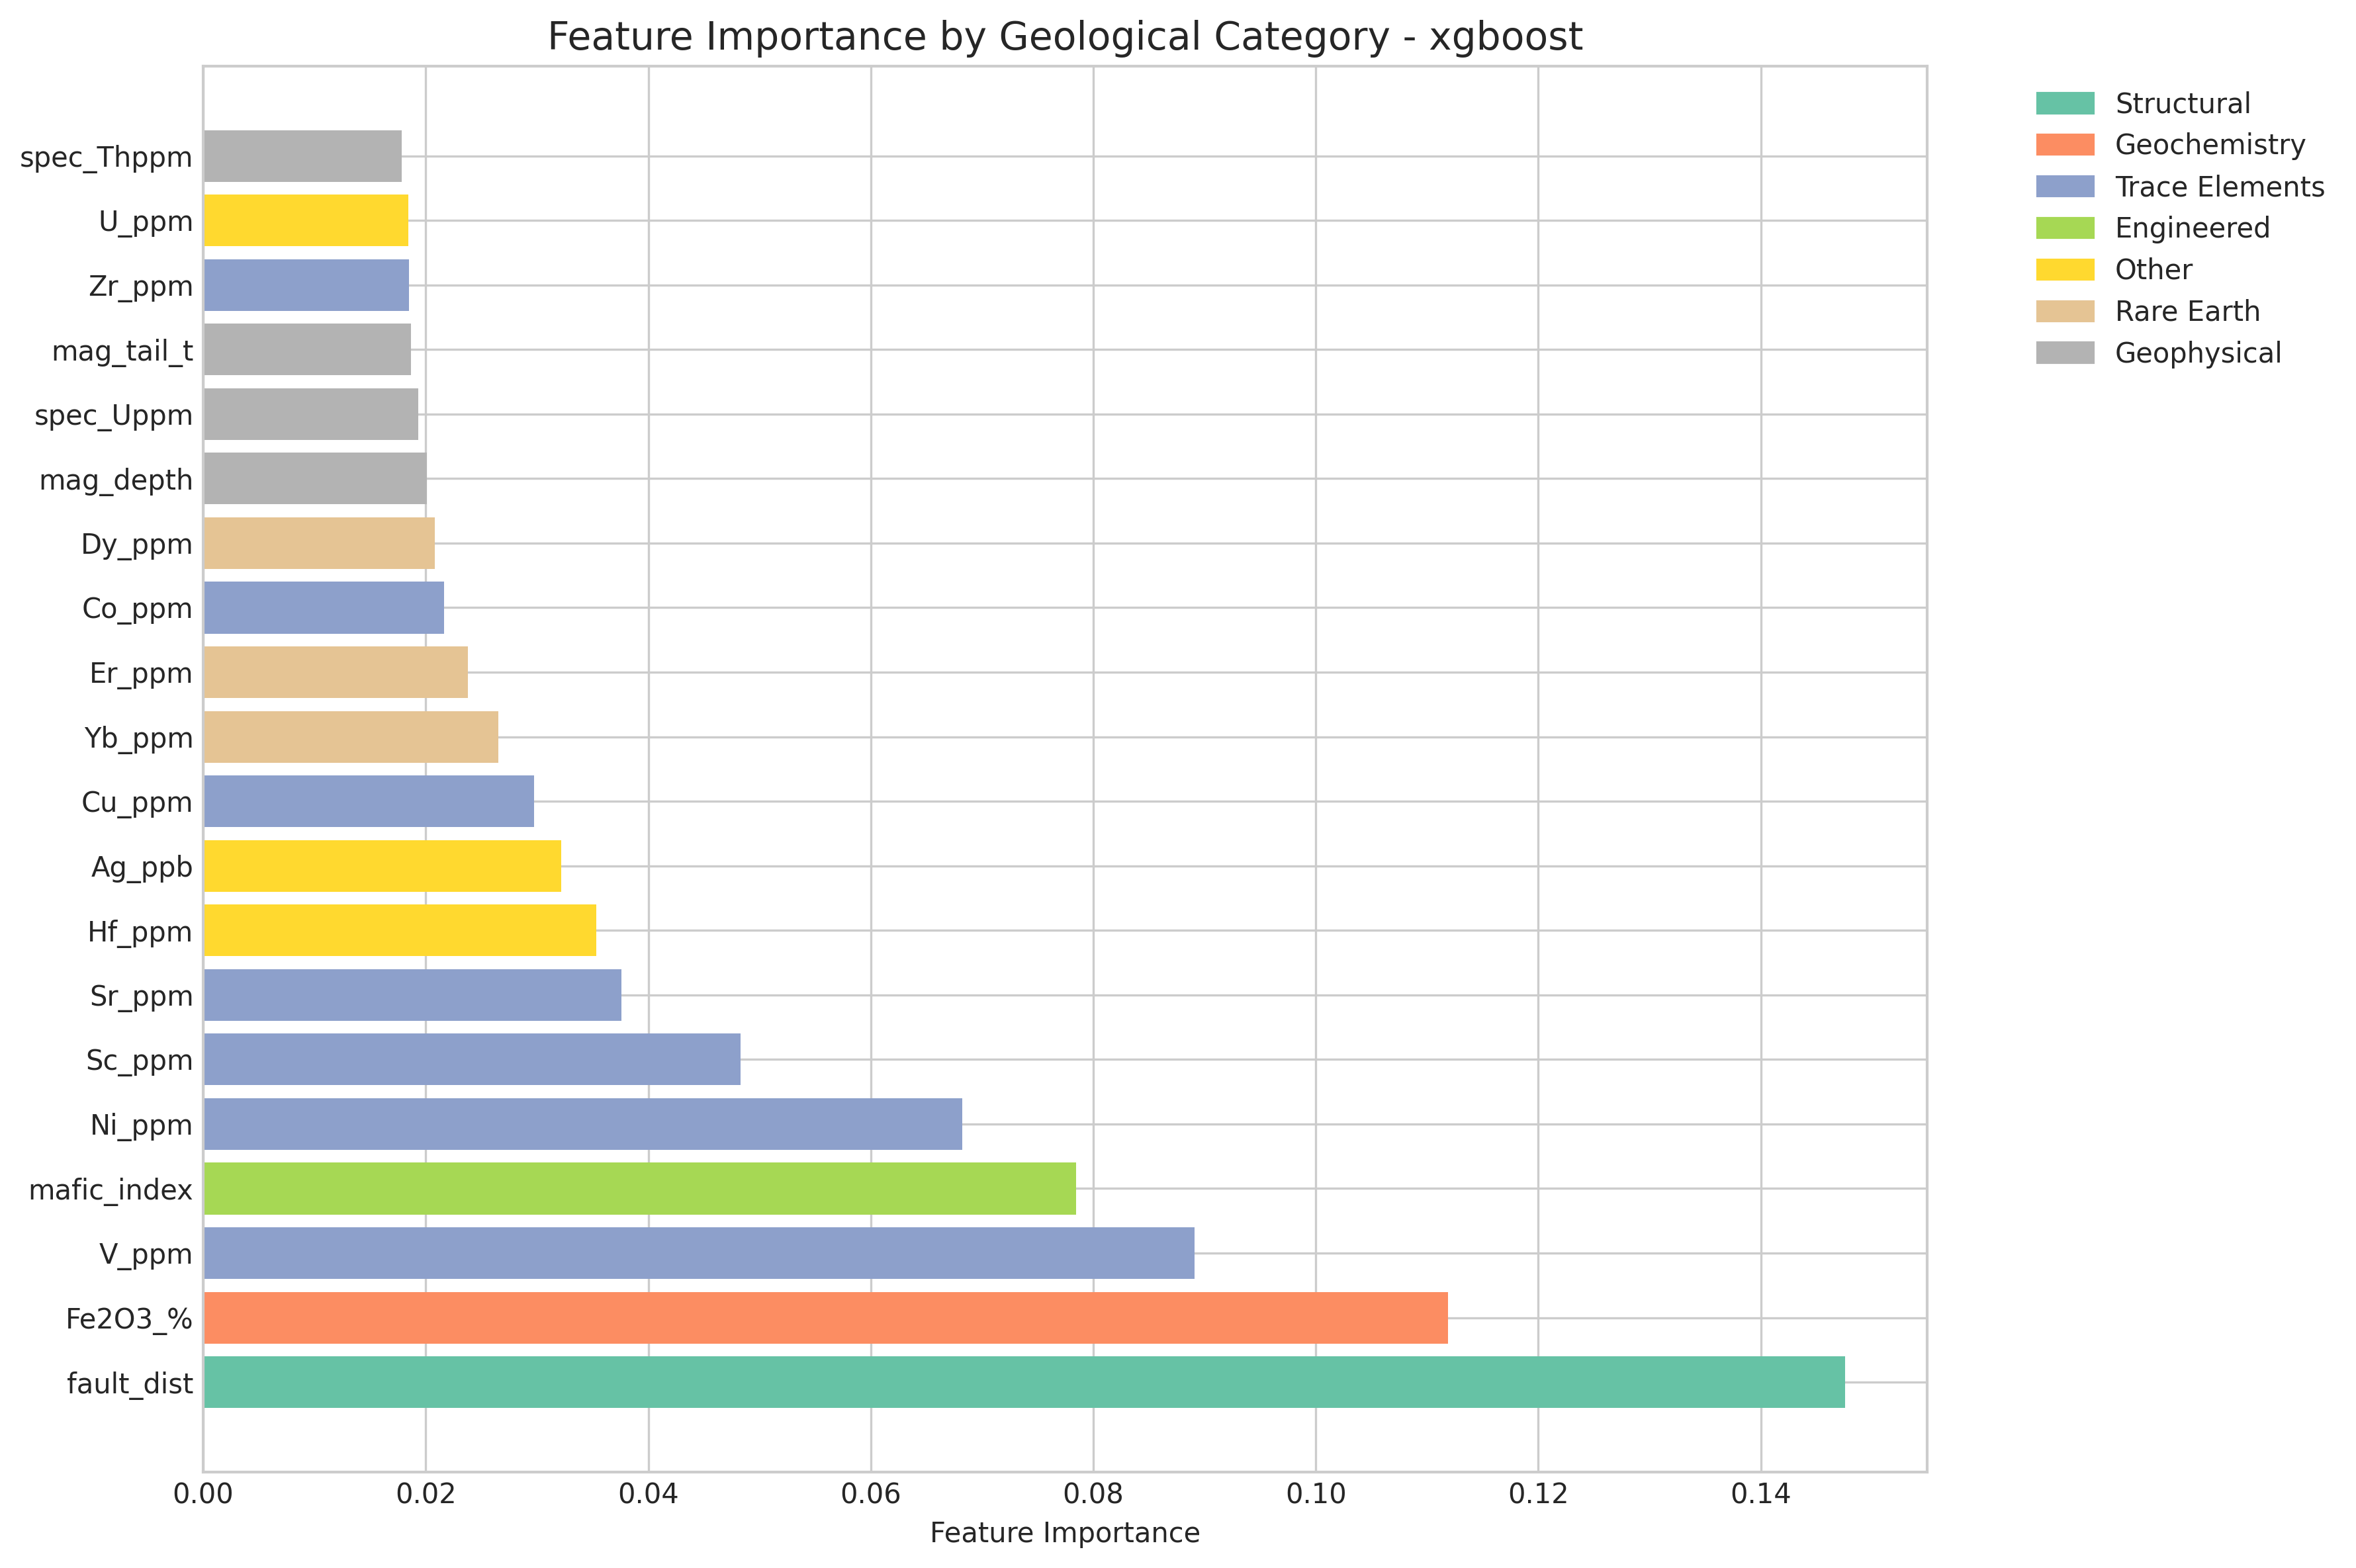 Feature Importance by Geological Category - xgboost
Structural
Geochemistry
Trace Elements
Engineered
Other
Rare Earth
Geophysical
spec_Thppm
U_ppm
Zr_ppm
mag_tail_t
spec_Uppm
mag_depth
Dy_ppm
Co_ppm
Er_ppm
Yb_ppm
Cu_ppm
Ag_ppb
Hf_ppm
Sr_ppm
Sc_ppm
Ni_ppm
mafic_index
V_ppm
Fe2O3_%
fault_dist
0.00 0.02 0.04 0.06 0.08 0.10 0.12 0.14
Feature Importance